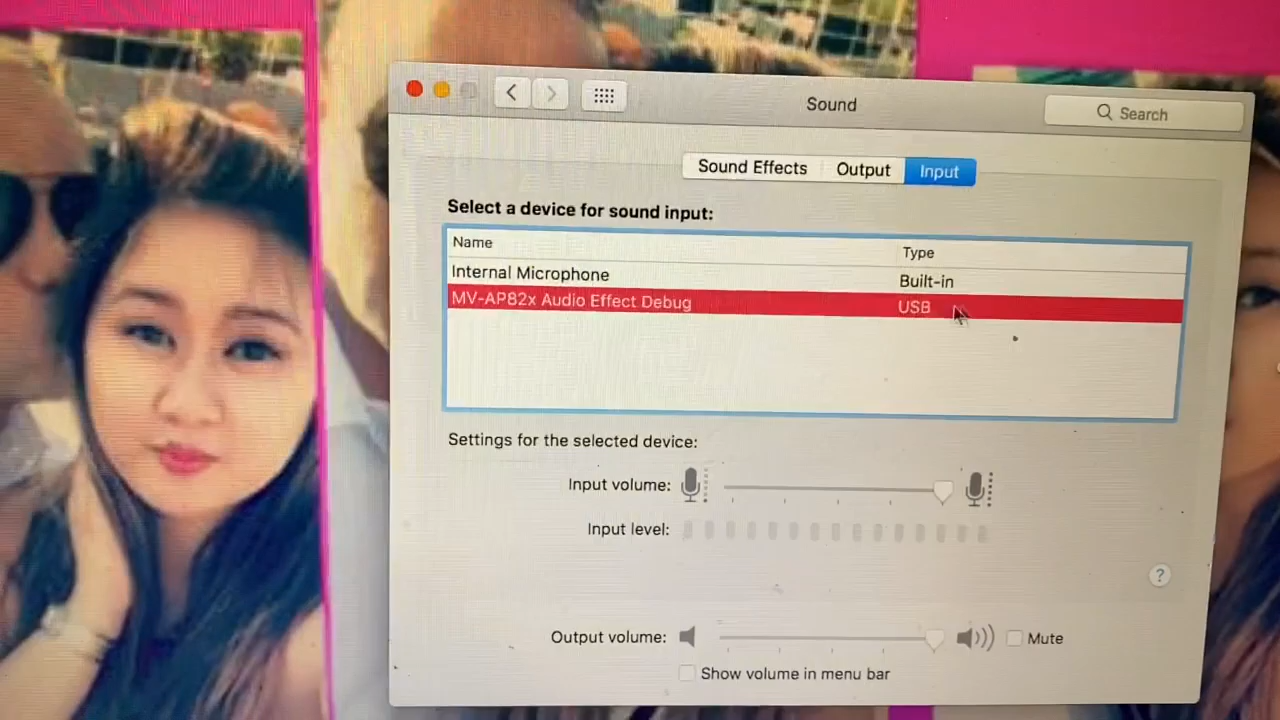 Sound
Search
Sound Effects Output Input
Select a device for sound input:
Name Type
Internal Microphone Built-in
MV-AP82x Audio Effect Debug USB
Settings for the selected device:
Input volume:
Input level:
?
Output volume: Mute
Show volume in menu bar